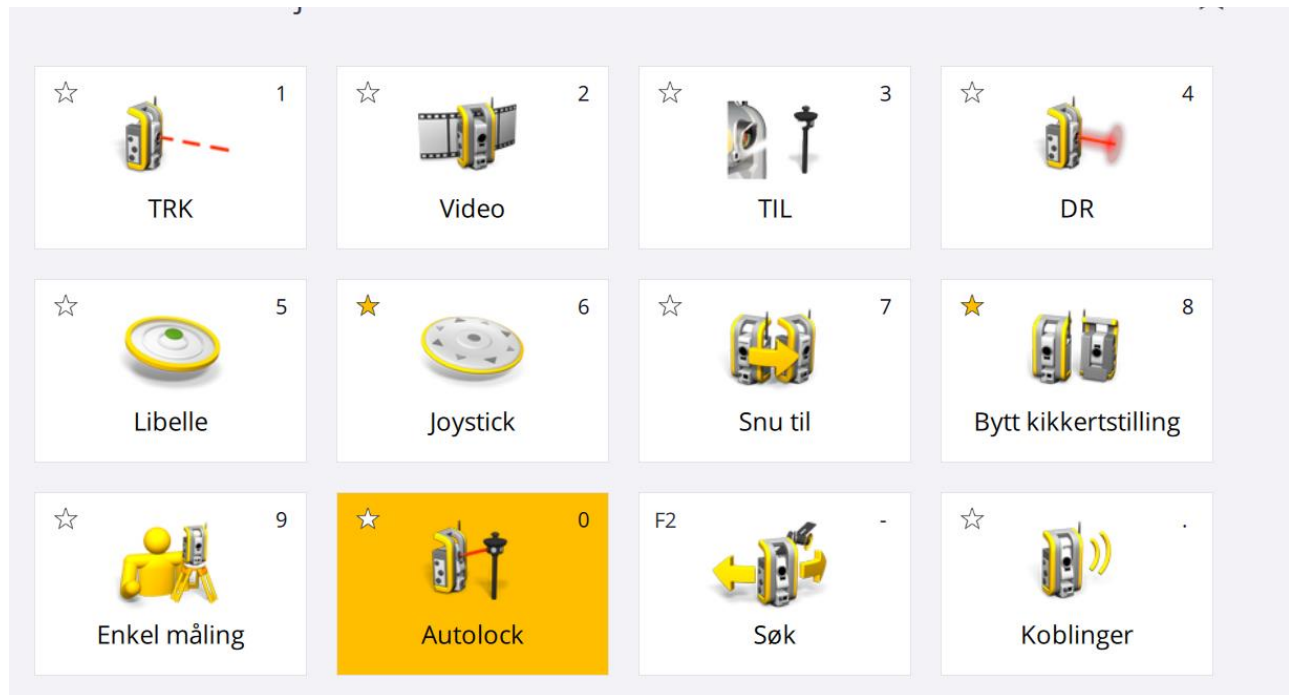 1
TRK
2
Video
3
TIL
4
DR
5
Libelle
6
Joystick
7
Snu til
8
Bytt kikkertstilling
9
Enkel måling
0
Autolock
F2 -
Søk
.
Koblinger